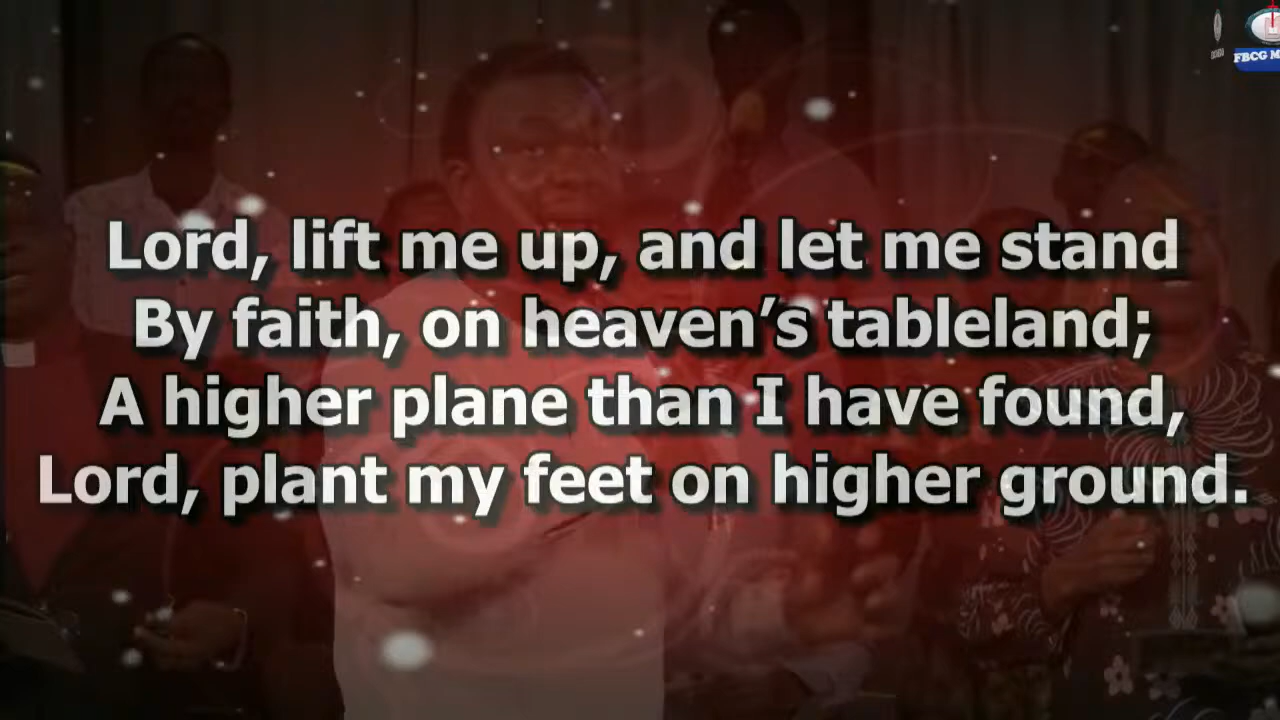 FBCG M
Lord, lift me up, and let me stand
By faith, on heaven’s tableland;
A higher plane than I have found,
Lord, plant my feet on higher ground.